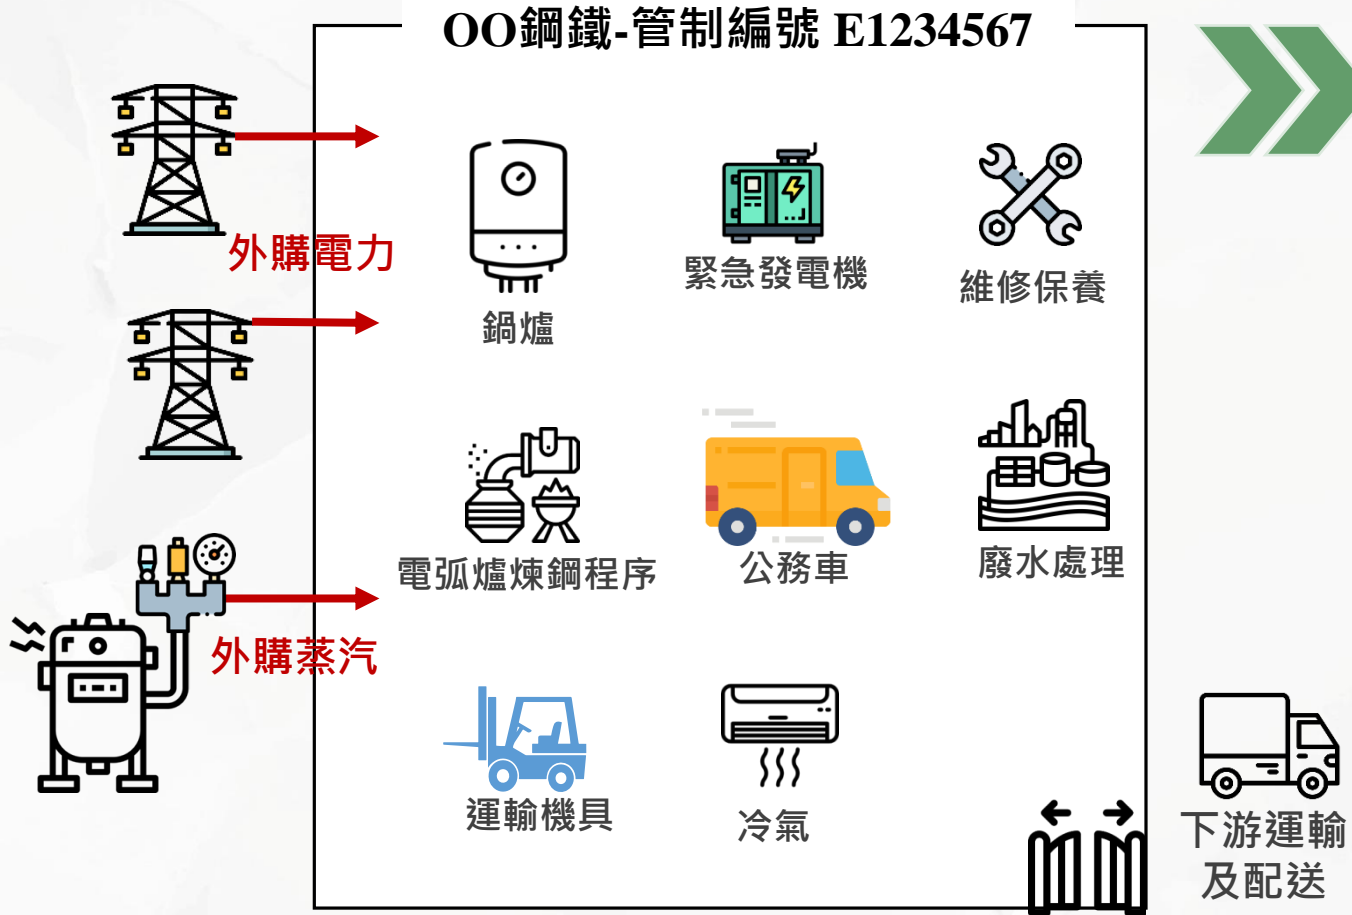 OO鋼鐵-管制編號 E1234567
外購電力
鍋爐
緊急發電機
維修保養
電弧爐煉鋼程序
公務車
廢水處理
外購蒸汽
運輸機具
冷氣
下游運輸
及配送